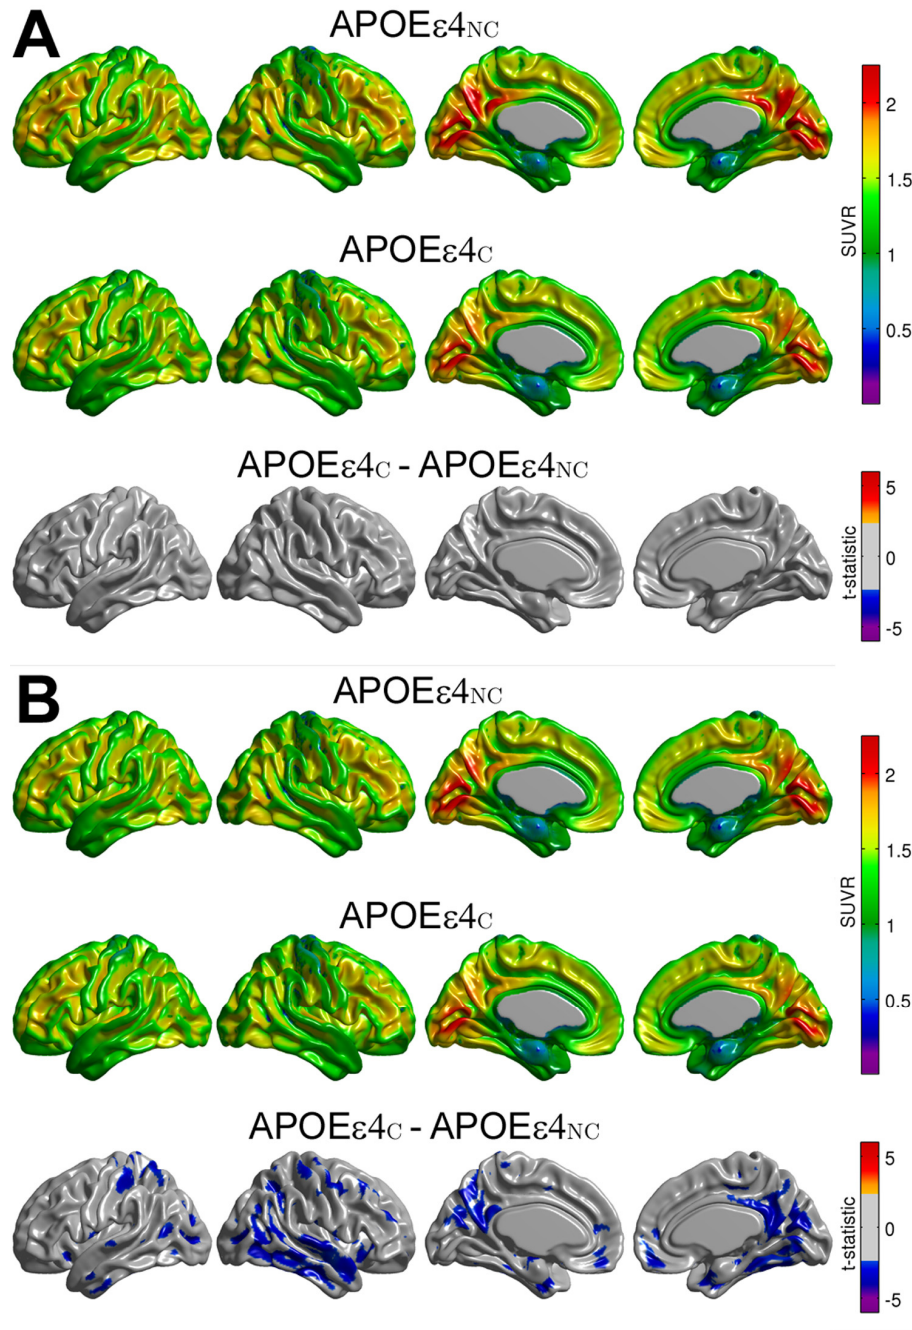 A
APOEε4NC
2
1.5
1
0.5
SUVR
APOEε4C
APOEε4C - APOEε4NC
5
0
-5
t-statistic
B
APOEε4NC
2
1.5
1
0.5
SUVR
APOEε4C
APOEε4C - APOEε4NC
5
0
-5
t-statistic